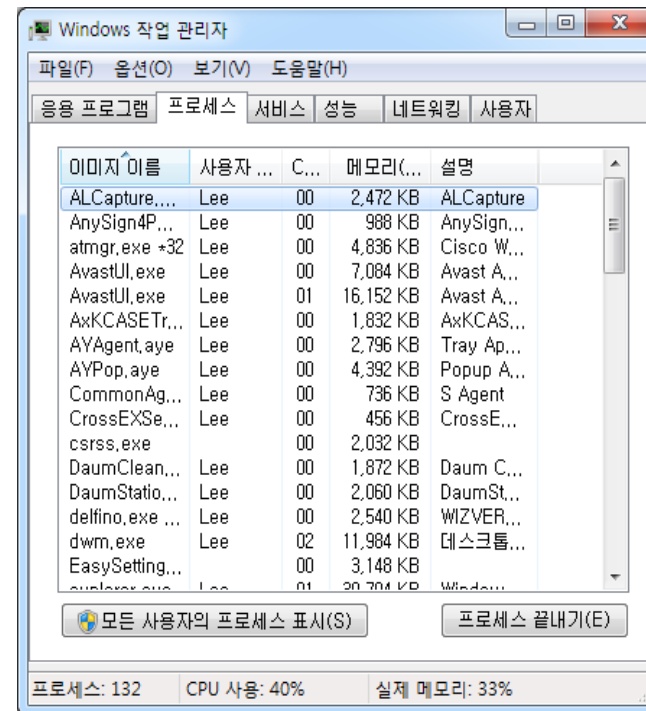 Windows 작업 관리자
파일(F) 옵션(O) 보기(V) 도움말(H)
응용 프로그램 프로세스 서비스 성능 네트워킹 사용자
이미지 이름 사용자 ... C... 메모리(... 설명
ALCapture,... Lee 00 2,472 KB ALCapture
AnySign4P... Lee 00 988 KB AnySign...
atmgr.exe *32 Lee 00 4,836 KB Cisco W...
AvastUI.exe Lee 00 7,084 KB Avast A...
AvastUI.exe Lee 01 16,152 KB Avast A...
AxKCASETr... Lee 00 1,832 KB AxKCAS...
AYAgent.aye Lee 00 2,796 KB Tray Ap...
AYPop.aye Lee 00 4,392 KB Popup A...
CommonAg... Lee 00 736 KB S Agent
CrossEXSe... Lee 00 456 KB CrossE...
csrss.exe 00 2,032 KB
DaumClean... Lee 00 1,872 KB Daum C...
DaumStatio... Lee 00 2,060 KB DaumSt...
delfino.exe ... Lee 00 2,540 KB WIZVER...
dwm.exe Lee 02 11,984 KB 데스크톱...
EasySetting... 00 3,148 KB
모든 사용자의 프로세스 표시(S) 프로세스 끝내기(E)
프로세스: 132 CPU 사용: 40% 실제 메모리: 33%